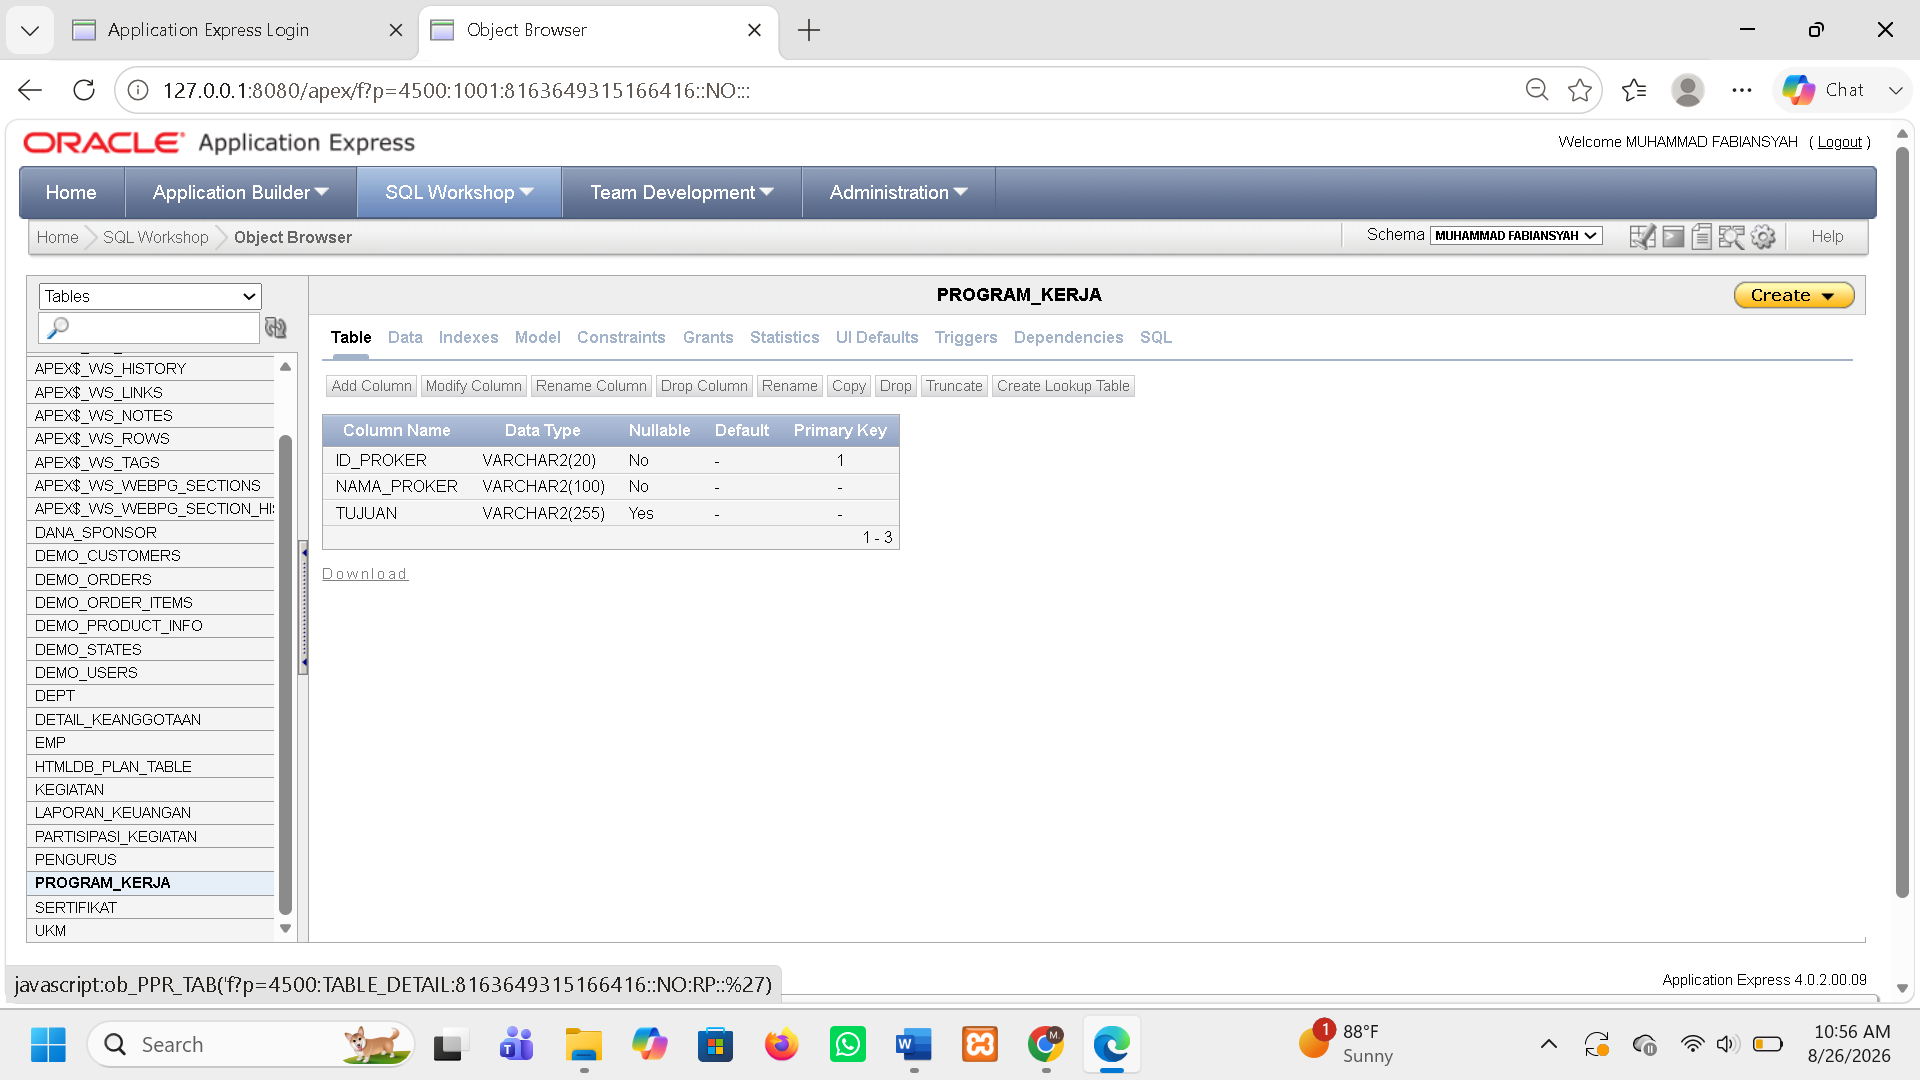 Application Express Login
Object Browser
127.0.0.1:8080/apex/f?p=4500:1001:8163649315166416::NO:::
Chat
ORACLE Application Express
Welcome MUHAMMAD FABIANSYAH ( Logout )
Home
Application Builder
SQL Workshop
Team Development
Administration
Home
SQL Workshop
Object Browser
Schema
MUHAMMAD FABIANSYAH
Help
Tables
APEX$_WS_HISTORY
APEX$_WS_LINKS
APEX$_WS_NOTES
APEX$_WS_ROWS
APEX$_WS_TAGS
APEX$_WS_WEBPG_SECTIONS
APEX$_WS_WEBPG_SECTION_HI
DANA_SPONSOR
DEMO_CUSTOMERS
DEMO_ORDERS
DEMO_ORDER_ITEMS
DEMO_PRODUCT_INFO
DEMO_STATES
DEMO_USERS
DEPT
DETAIL_KEANGGOTAAN
EMP
HTMLDB_PLAN_TABLE
KEGIATAN
LAPORAN_KEUANGAN
PARTISIPASI_KEGIATAN
PENGURUS
PROGRAM_KERJA
SERTIFIKAT
UKM
PROGRAM_KERJA
Create
Table Data Indexes Model Constraints Grants Statistics UI Defaults Triggers Dependencies SQL
Add Column Modify Column Rename Column Drop Column Rename Copy Drop Truncate Create Lookup Table
Column Name Data Type Nullable Default Primary Key
ID_PROKER VARCHAR2(20) No - 1
NAMA_PROKER VARCHAR2(100) No - -
TUJUAN VARCHAR2(255) Yes - -
1 - 3
Download
Application Express 4.0.2.00.09
javascript:ob_PPR_TAB('f?p=4500:TABLE_DETAIL:8163649315166416::NO:RP::%27)
Search
1
88°F
Sunny
10:56 AM
8/26/2026